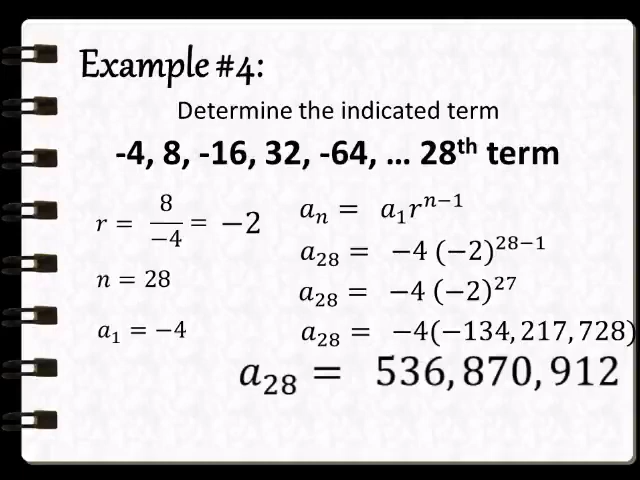 Example #4:
Determine the indicated term
-4, 8, -16, 32, -64, … 28th term
r = 8/−4 = −2
n = 28
a₁ = −4
aₙ = a₁rⁿ⁻¹
a₂₈ = −4 (−2)²⁸⁻¹
a₂₈ = −4 (−2)²⁷
a₂₈ = −4(−134,217,728)
a₂₈ = 536,870,912